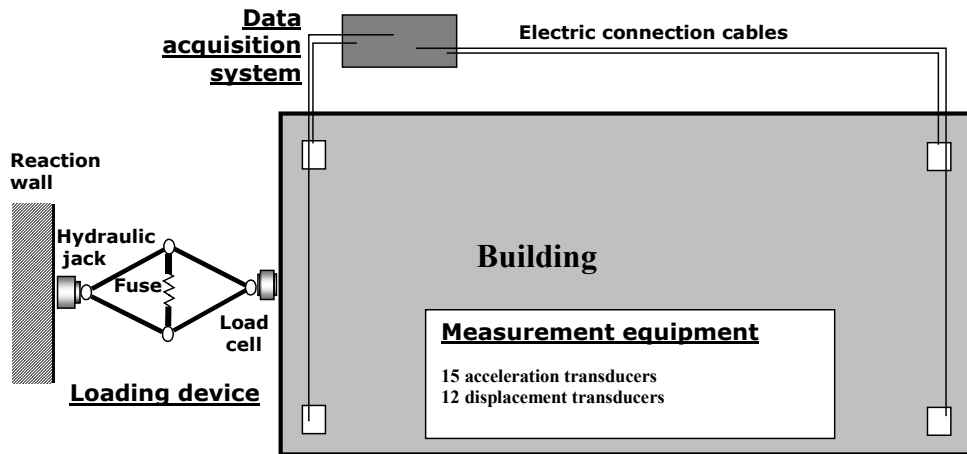 Data
acquisition
system
Electric connection cables
Reaction
wall
Hydraulic
jack
Fuse
Load
cell
Loading device
Building
Measurement equipment
15 acceleration transducers
12 displacement transducers